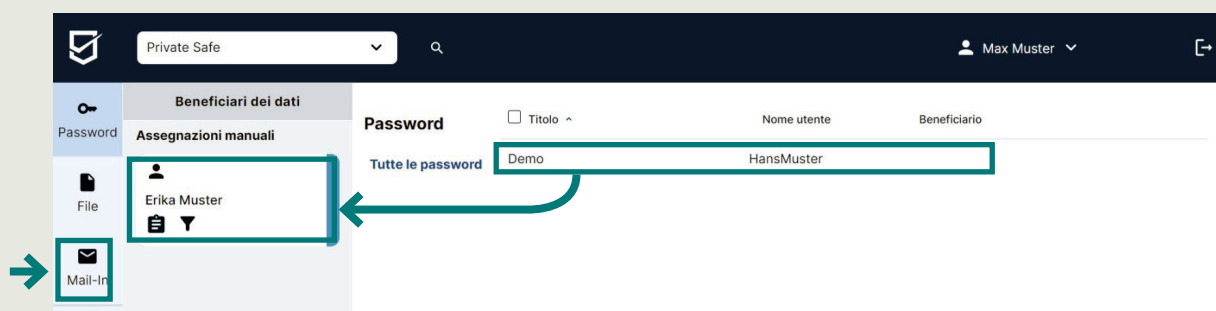 Private Safe
Max Muster
Password
File
Mail-In
Beneficiari dei dati
Assegnazioni manuali
Erika Muster
Password
Tutte le password
Titolo
Nome utente
Beneficiario
Demo
HansMuster